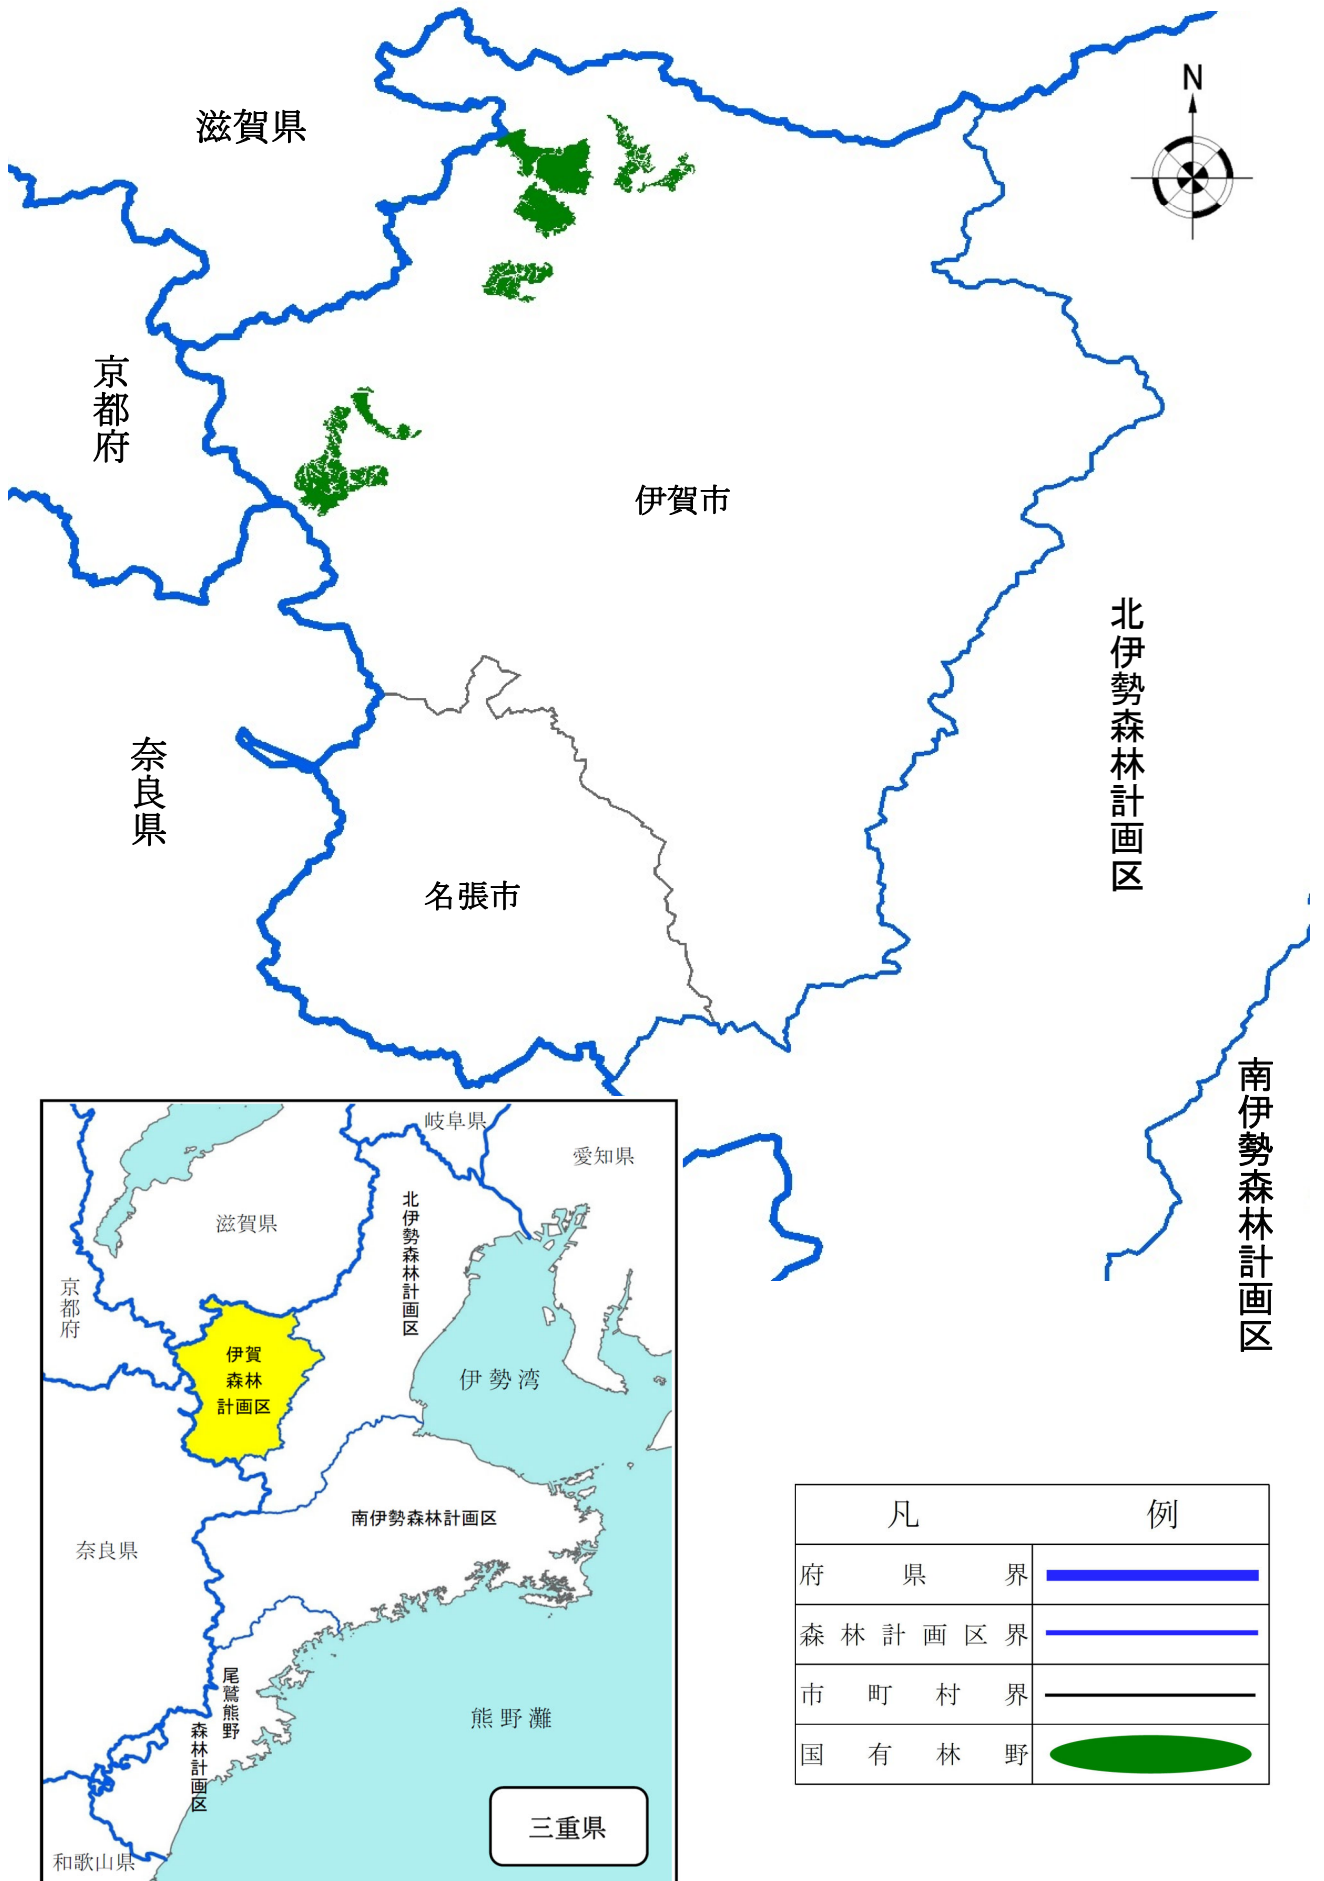 N
滋賀県
京都府
伊賀市
北伊勢森林計画区
奈良県
名張市
南伊勢森林計画区
岐阜県
愛知県
滋賀県
北伊勢森林計画区
京都府
伊賀
森林
計画区
伊勢湾
南伊勢森林計画区
奈良県
尾鷲熊野
森林計画区
熊野灘
三重県
和歌山県
凡例
府県界
森林計画区界
市町村界
国有林野